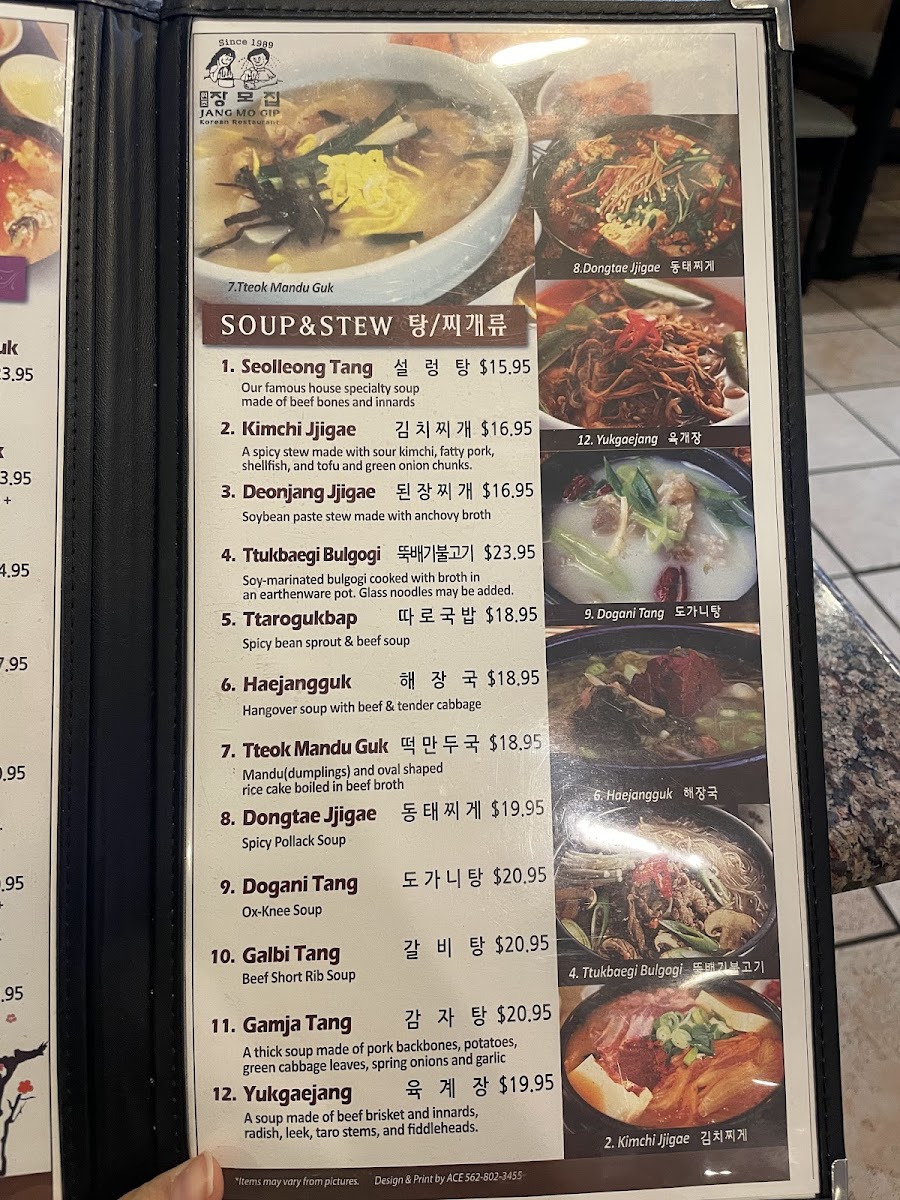 uk
3.95
3.95
+
4.95
7.95
.95
.95
+
.95
Since 1989
원조 장모집
JANG MO GIP
Korean Restaurant
7.Tteok Mandu Guk
8.Dongtae Jjigae 동태찌게
SOUP&STEW 탕/찌개류
1. Seolleong Tang 설 렁 탕 $15.95
Our famous house specialty soup
made of beef bones and innards
2. Kimchi Jjigae 김치찌개 $16.95
A spicy stew made with sour kimchi, fatty pork,
shellfish, and tofu and green onion chunks.
12. Yukgaejang 육개장
3. Deonjang Jjigae 된장찌개 $16.95
Soybean paste stew made with anchovy broth
4. Ttukbaegi Bulgogi 뚝배기불고기 $23.95
Soy-marinated bulgogi cooked with broth in
an earthenware pot. Glass noodles may be added.
5. Ttarogukbap 따로국밥 $18.95
Spicy bean sprout & beef soup
9. Dogani Tang 도가니탕
6. Haejangguk 해 장 국 $18.95
Hangover soup with beef & tender cabbage
7. Tteok Mandu Guk 떡만두국 $18.95
Mandu(dumplings) and oval shaped
rice cake boiled in beef broth
6. Haejangguk 해장국
8. Dongtae Jjigae 동태찌게 $19.95
Spicy Pollack Soup
9. Dogani Tang 도가니탕 $20.95
Ox-Knee Soup
10. Galbi Tang 갈 비 탕 $20.95
Beef Short Rib Soup
4. Ttukbaegi Bulgogi 뚝배기불고기
11. Gamja Tang 감 자 탕 $20.95
A thick soup made of pork backbones, potatoes,
green cabbage leaves, spring onions and garlic
12. Yukgaejang 육 계 장 $19.95
A soup made of beef brisket and innards,
radish, leek, taro stems, and fiddleheads.
2. Kimchi Jjigae 김치찌게
*Items may vary from pictures. Design & Print by ACE 562-802-3455